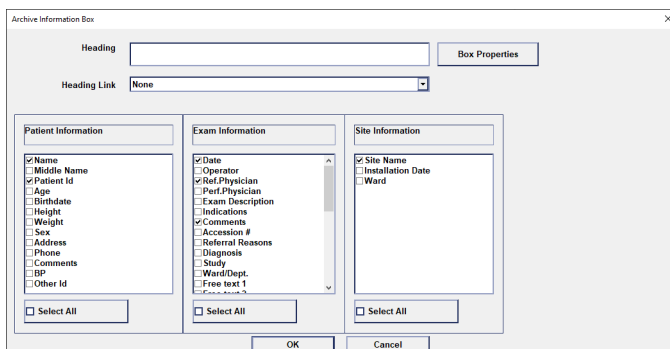 Archive Information Box
Heading
Box Properties
Heading Link
None
Patient Information
Name
Middle Name
Patient Id
Age
Birthdate
Height
Weight
Sex
Address
Phone
Comments
BP
Other Id
Select All
Exam Information
Date
Operator
Ref.Physician
Perf.Physician
Exam Description
Indications
Comments
Accession #
Referral Reasons
Diagnosis
Study
Ward/Dept.
Free text 1
Free text 2
Select All
Site Information
Site Name
Installation Date
Ward
Select All
OK
Cancel